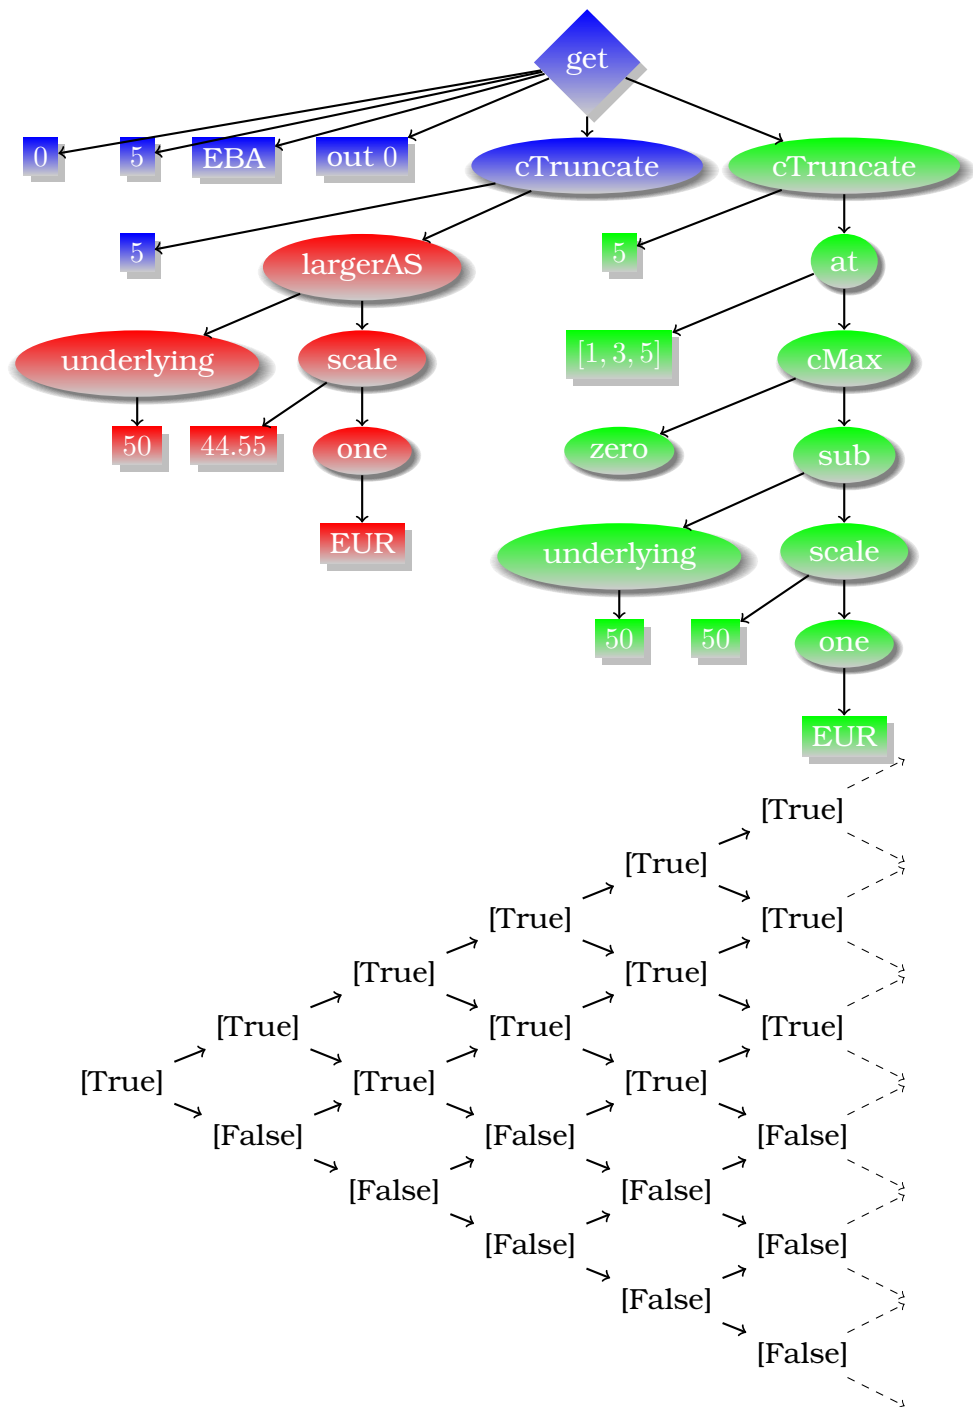 get
0 5 EBA out 0 cTruncate cTruncate
5 largerAS 5 at
underlying scale [1, 3, 5] cMax
50 44.55 one zero sub
EUR underlying scale
50 50 one
EUR
[True]
[True]
[True] [True]
[True] [True]
[True] [True] [True]
[True] [True] [True]
[False] [False] [False]
[False] [False]
[False] [False]
[False]
[False]